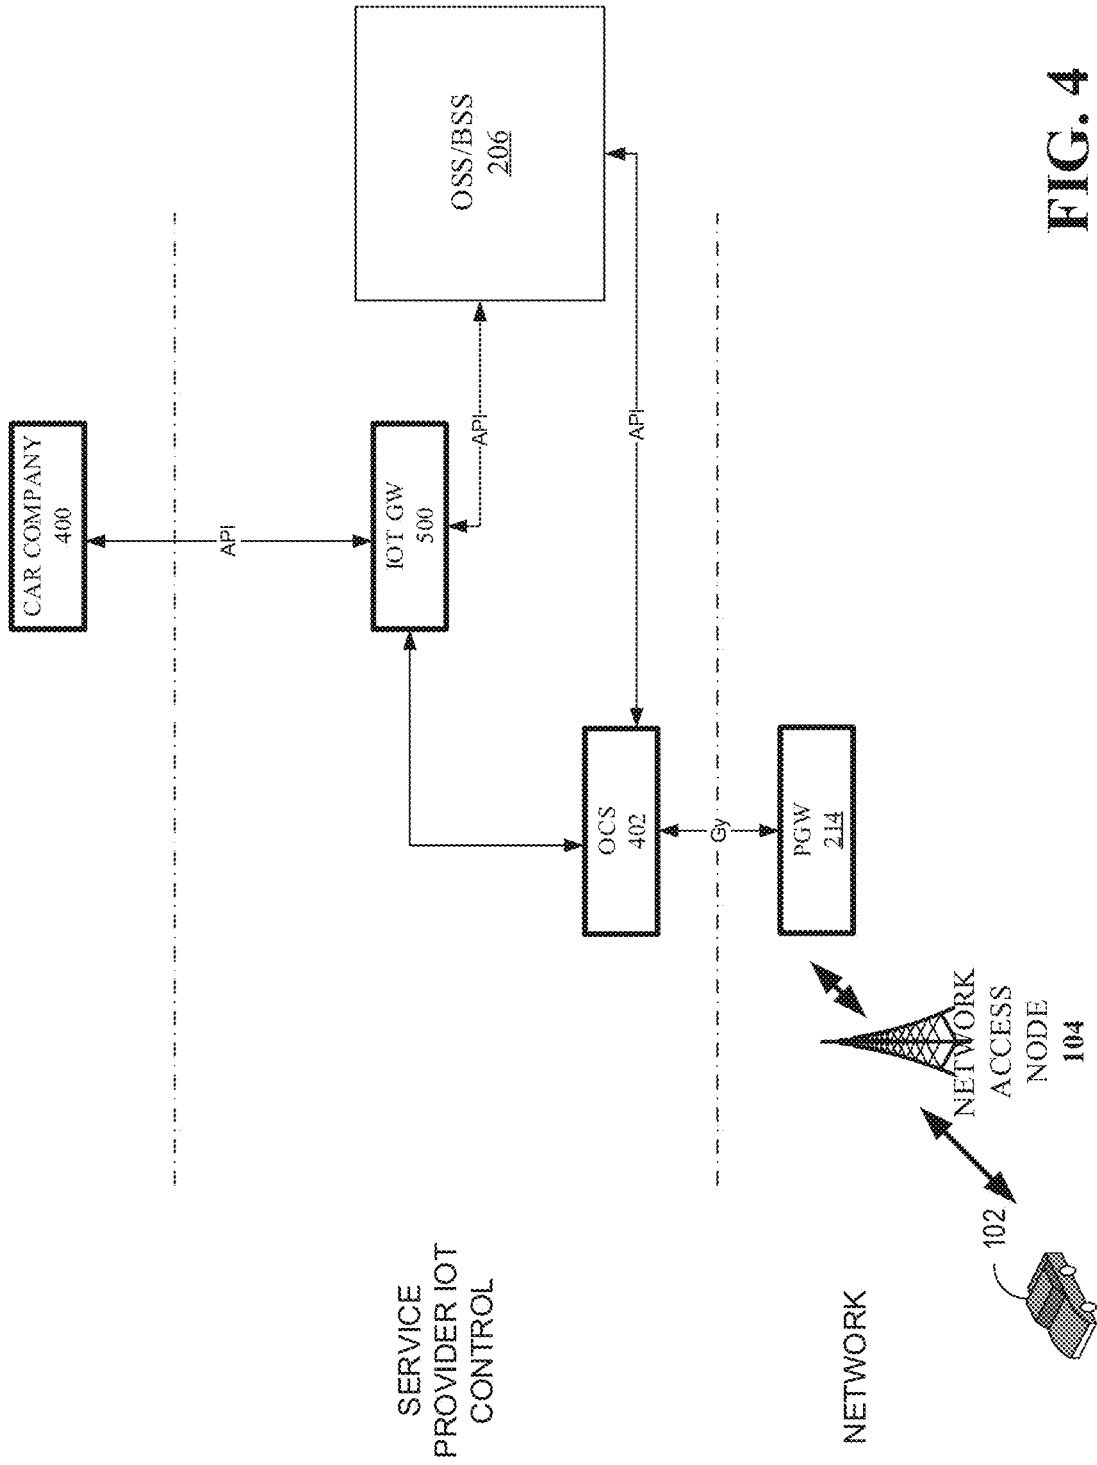 CAR COMPANY
400
API
IOT GW
500
API
OSS/BSS
206
API
SERVICE
PROVIDER IOT
CONTROL
OCS
402
Gy
PGW
214
NETWORK
NETWORK
ACCESS
NODE
104
102
FIG. 4